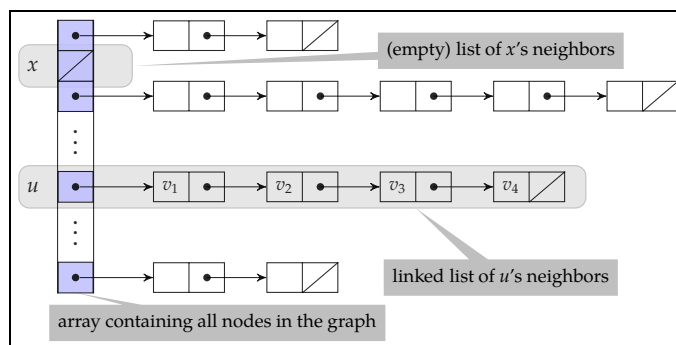 (empty) list of x's neighbors
x
u
v1 v2 v3 v4
linked list of u's neighbors
array containing all nodes in the graph